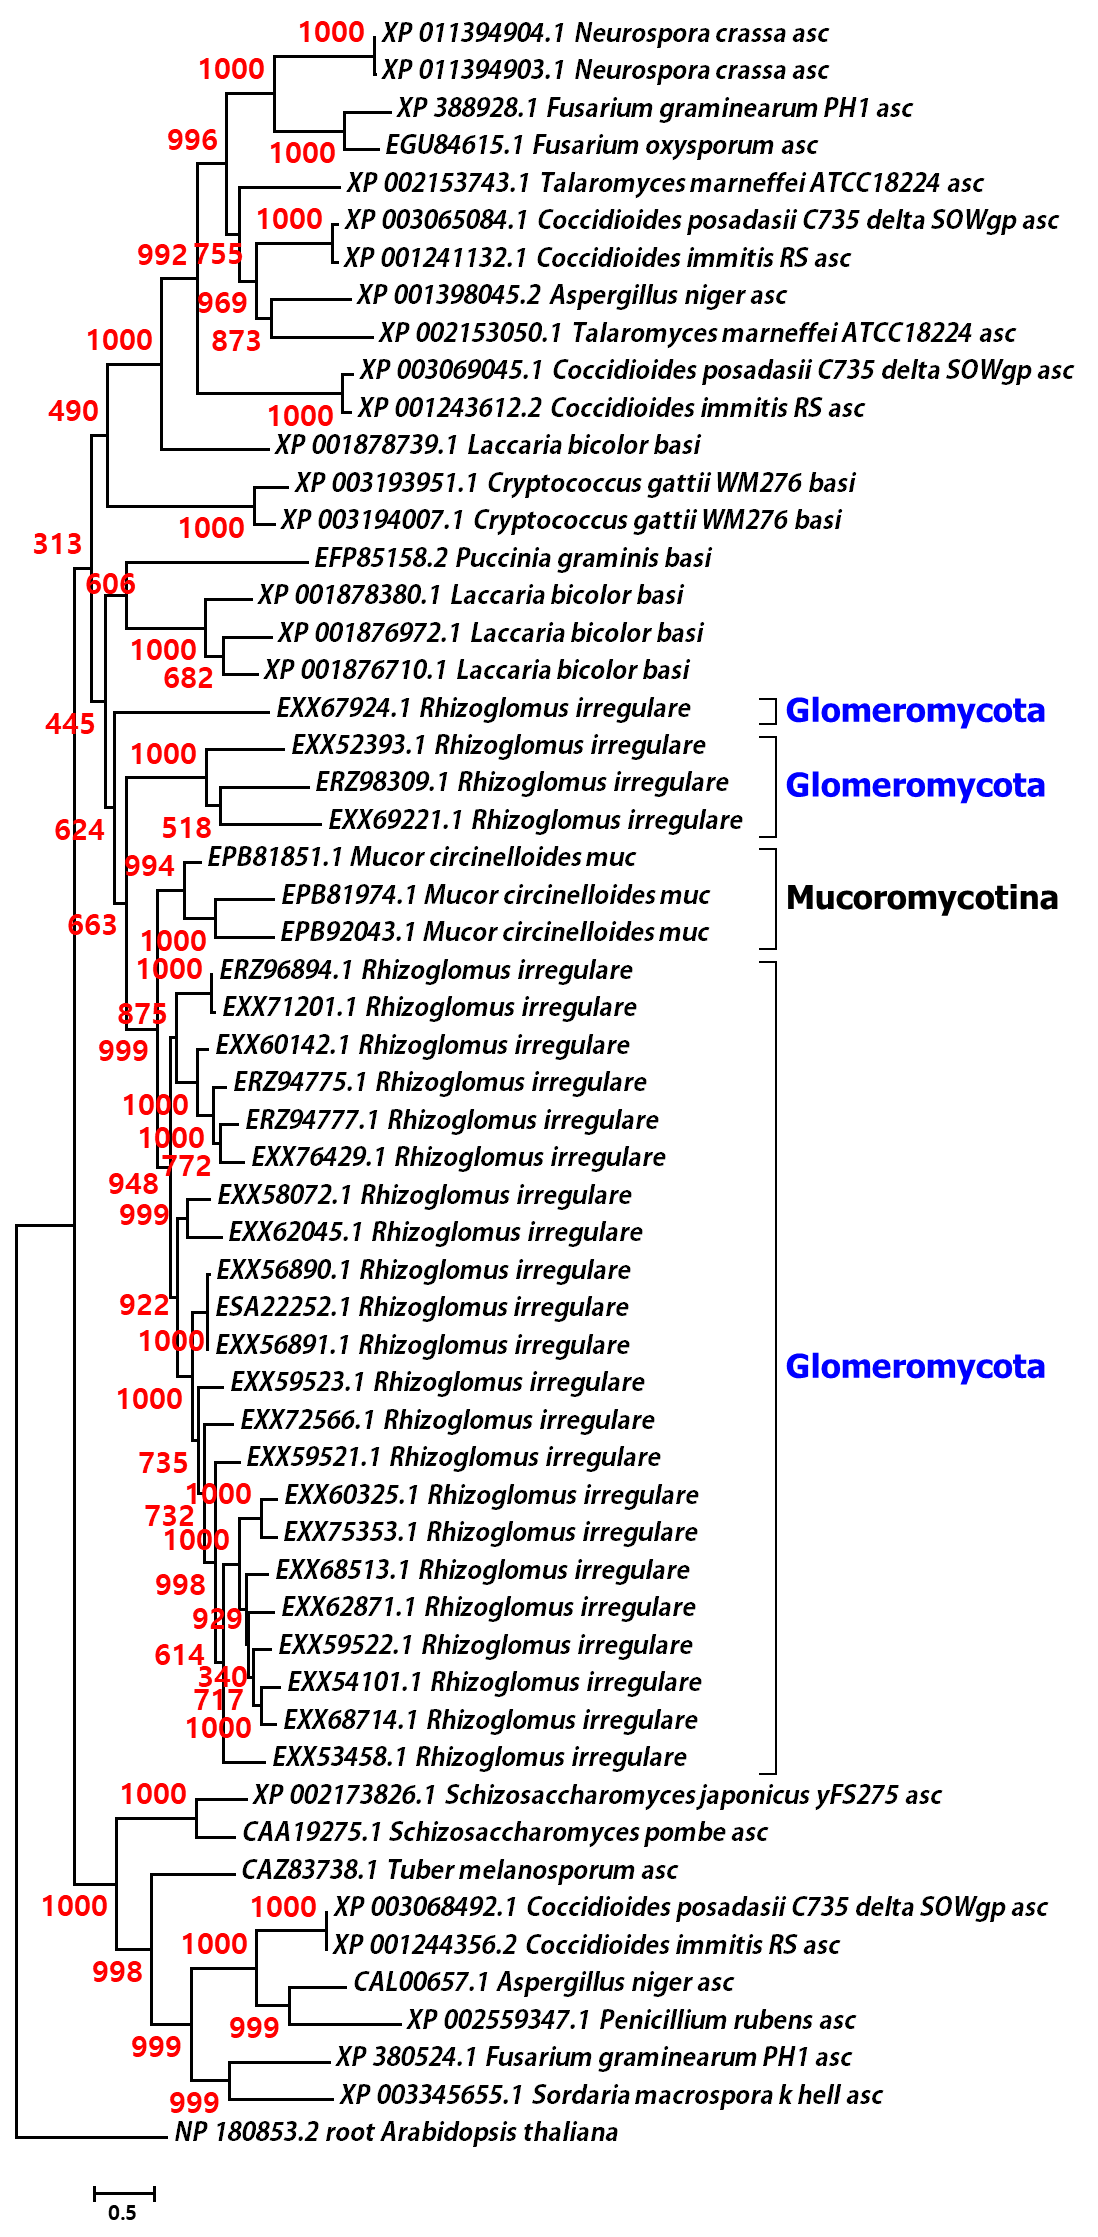 1000
XP 011394904.1 Neurospora crassa asc
1000
XP 011394903.1 Neurospora crassa asc
XP 388928.1 Fusarium graminearum PH1 asc
996
1000
EGU84615.1 Fusarium oxysporum asc
XP 002153743.1 Talaromyces marneffei ATCC18224 asc
1000
XP 003065084.1 Coccidioides posadasii C735 delta SOWgp asc
992
755
XP 001241132.1 Coccidioides immitis RS asc
969
XP 001398045.2 Aspergillus niger asc
1000
873
XP 002153050.1 Talaromyces marneffei ATCC18224 asc
XP 003069045.1 Coccidioides posadasii C735 delta SOWgp asc
490
1000
XP 001243612.2 Coccidioides immitis RS asc
XP 001878739.1 Laccaria bicolor basi
XP 003193951.1 Cryptococcus gattii WM276 basi
1000
XP 003194007.1 Cryptococcus gattii WM276 basi
313
EFP85158.2 Puccinia graminis basi
606
XP 001878380.1 Laccaria bicolor basi
1000
XP 001876972.1 Laccaria bicolor basi
682
XP 001876710.1 Laccaria bicolor basi
EXX67924.1 Rhizoglomus irregulare
Glomeromycota
445
1000
EXX52393.1 Rhizoglomus irregulare
ERZ98309.1 Rhizoglomus irregulare
Glomeromycota
624
518
EXX69221.1 Rhizoglomus irregulare
994
EPB81851.1 Mucor circinelloides muc
EPB81974.1 Mucor circinelloides muc
Mucoromycotina
663
1000
EPB92043.1 Mucor circinelloides muc
1000
ERZ96894.1 Rhizoglomus irregulare
875
EXX71201.1 Rhizoglomus irregulare
999
EXX60142.1 Rhizoglomus irregulare
1000
ERZ94775.1 Rhizoglomus irregulare
1000
ERZ94777.1 Rhizoglomus irregulare
772
EXX76429.1 Rhizoglomus irregulare
948
EXX58072.1 Rhizoglomus irregulare
999
EXX62045.1 Rhizoglomus irregulare
EXX56890.1 Rhizoglomus irregulare
922
ESA22252.1 Rhizoglomus irregulare
1000
EXX56891.1 Rhizoglomus irregulare
Glomeromycota
1000
EXX59523.1 Rhizoglomus irregulare
EXX72566.1 Rhizoglomus irregulare
735
EXX59521.1 Rhizoglomus irregulare
1000
EXX60325.1 Rhizoglomus irregulare
732
1000
EXX75353.1 Rhizoglomus irregulare
998
EXX68513.1 Rhizoglomus irregulare
929
EXX62871.1 Rhizoglomus irregulare
614
EXX59522.1 Rhizoglomus irregulare
340
EXX54101.1 Rhizoglomus irregulare
717
1000
EXX68714.1 Rhizoglomus irregulare
EXX53458.1 Rhizoglomus irregulare
1000
XP 002173826.1 Schizosaccharomyces japonicus yFS275 asc
CAA19275.1 Schizosaccharomyces pombe asc
CAZ83738.1 Tuber melanosporum asc
1000
1000
XP 003068492.1 Coccidioides posadasii C735 delta SOWgp asc
1000
XP 001244356.2 Coccidioides immitis RS asc
998
CAL00657.1 Aspergillus niger asc
999
XP 002559347.1 Penicillium rubens asc
999
XP 380524.1 Fusarium graminearum PH1 asc
999
XP 003345655.1 Sordaria macrospora k hell asc
NP 180853.2 root Arabidopsis thaliana
0.5